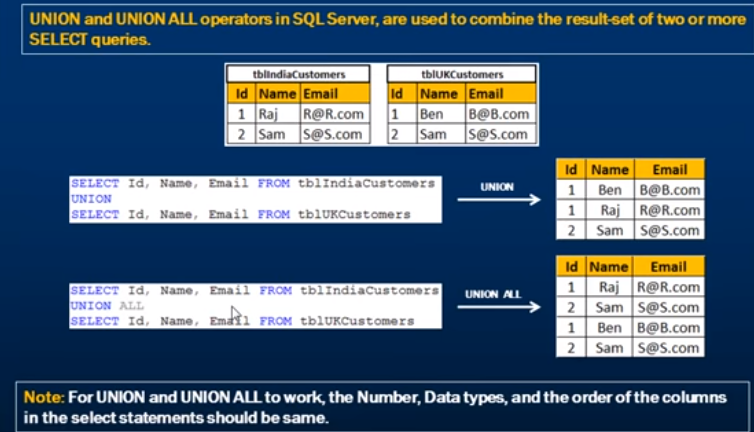 UNION and UNION ALL operators in SQL Server, are used to combine the result-set of two or more
SELECT queries.
tblIndiaCustomers
Id Name Email
1 Raj R@R.com
2 Sam S@S.com
tblUKCustomers
Id Name Email
1 Ben B@B.com
2 Sam S@S.com
SELECT Id, Name, Email FROM tblIndiaCustomers
UNION
SELECT Id, Name, Email FROM tblUKCustomers
UNION
Id Name Email
1 Ben B@B.com
1 Raj R@R.com
2 Sam S@S.com
SELECT Id, Name, Email FROM tblIndiaCustomers
UNION ALL
SELECT Id, Name, Email FROM tblUKCustomers
UNION ALL
Id Name Email
1 Raj R@R.com
2 Sam S@S.com
1 Ben B@B.com
2 Sam S@S.com
Note: For UNION and UNION ALL to work, the Number, Data types, and the order of the columns
in the select statements should be same.